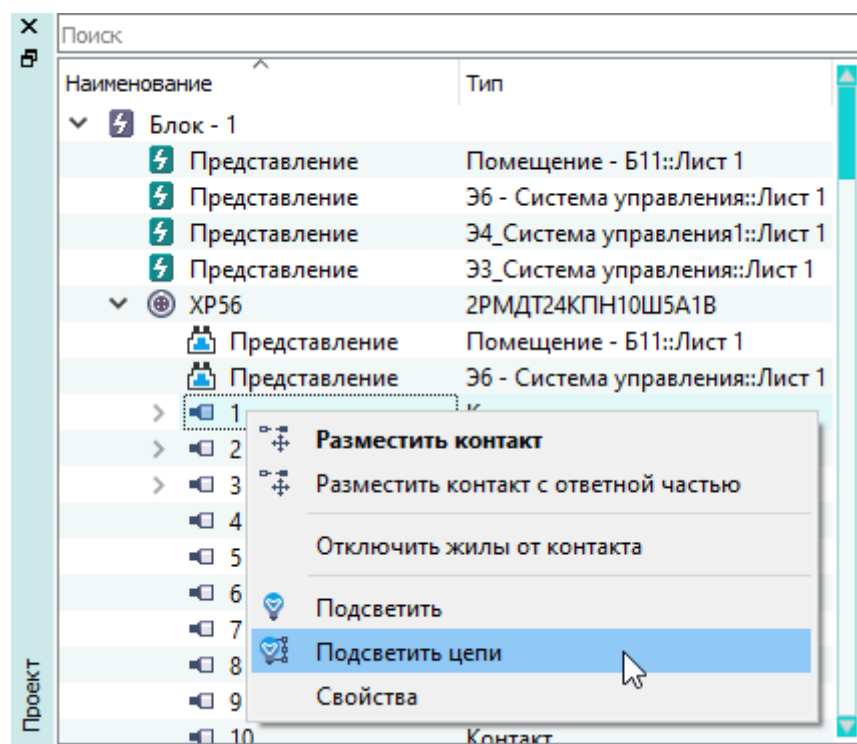 Поиск
Наименование Тип
Блок - 1
Представление Помещение - Б11::Лист 1
Представление Э6 - Система управления::Лист 1
Представление Э4_Система управления1::Лист 1
Представление Э3_Система управления::Лист 1
XP56 2РМДТ24КПН10Ш5А1В
Представление Помещение - Б11::Лист 1
Представление Э6 - Система управления::Лист 1
1
2
3
4
5
6
7
8
9
10 Контакт
Разместить контакт
Разместить контакт с ответной частью
Отключить жилы от контакта
Подсветить
Подсветить цепи
Свойства
Проект